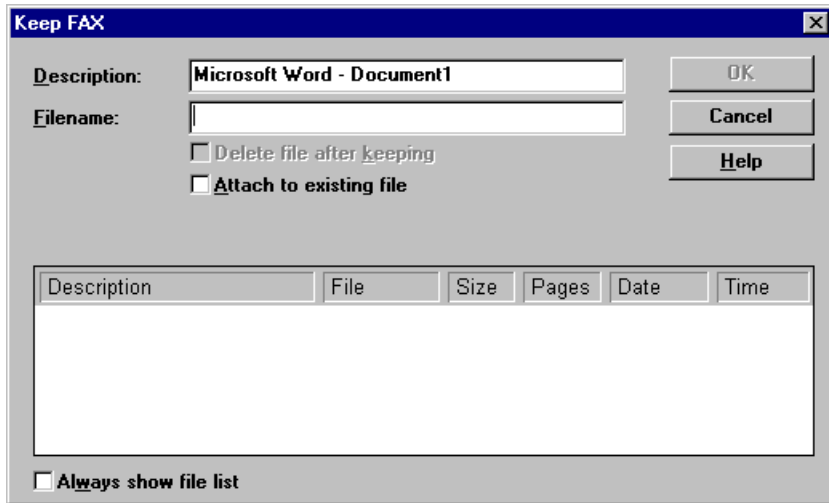 Keep FAX
Description: Microsoft Word - Document1 OK
Filename: Cancel
Delete file after keeping Help
Attach to existing file
Description File Size Pages Date Time
Always show file list